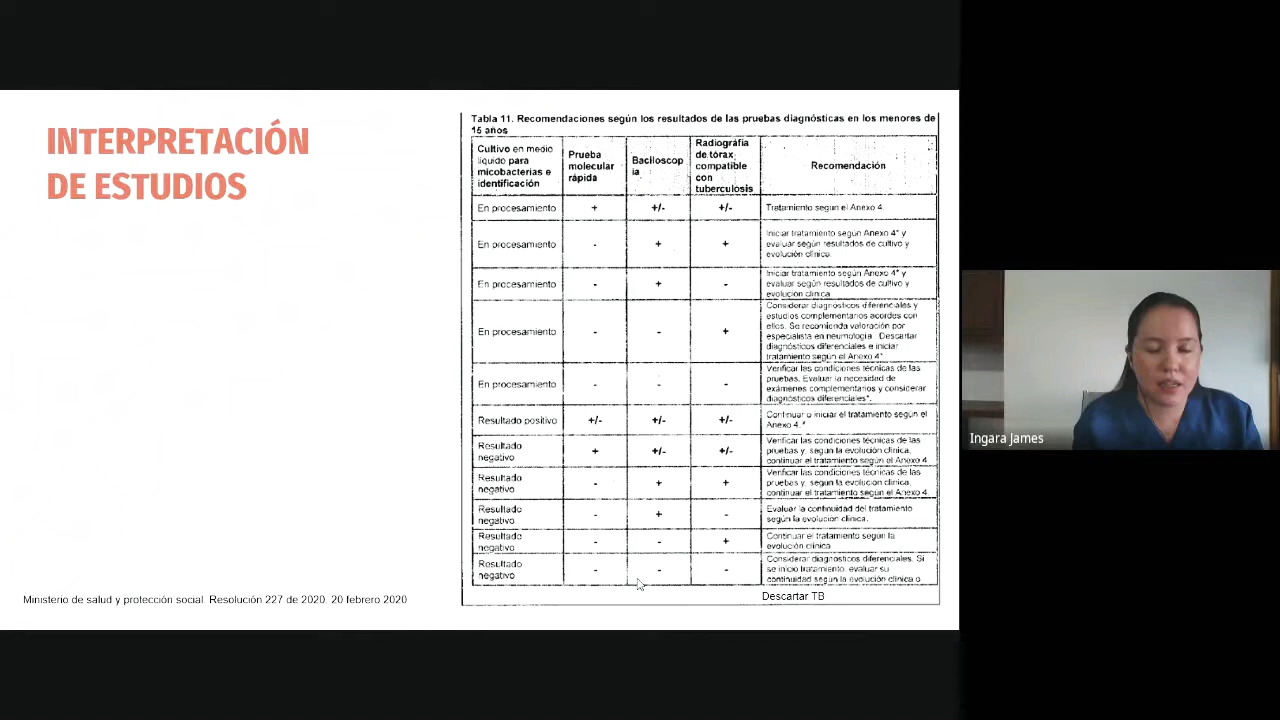 INTERPRETACIÓN
DE ESTUDIOS
Ministerio de salud y protección social. Resolución 227 de 2020. 20 febrero 2020
Tabla 11. Recomendaciones según los resultados de las pruebas diagnósticas en los menores de
15 años
Cultivo en medio
líquido para
micobacterias e
identificación
Prueba
molecular
rápida
Baciloscop
ia
Radiografía
de tórax
compatible
con
tuberculosis
Recomendación
En procesamiento
+
+/-
+/-
Tratamiento según el Anexo 4.
En procesamiento
-
+
+
Iniciar tratamiento según Anexo 4* y
evaluar según resultados de cultivo y
evolución clínica.
En procesamiento
-
+
-
Iniciar tratamiento según Anexo 4* y
evaluar según resultados de cultivo y
evolución clínica
En procesamiento
-
-
+
Considerar diagnósticos diferenciales y
estudios complementarios acordes con
ellos. Se recomienda valoración por
especialista en neumología. Descartar
diagnósticos diferenciales e iniciar
tratamiento según el Anexo 4*
En procesamiento
-
-
-
Verificar las condiciones técnicas de las
pruebas. Evaluar la necesidad de
exámenes complementarios y considerar
diagnósticos diferenciales*.
Resultado positivo
+/-
+/-
+/-
Continuar o iniciar el tratamiento según el
Anexo 4.*
Resultado
negativo
+
+/-
+/-
Verificar las condiciones técnicas de las
pruebas y, según la evolución clínica,
continuar el tratamiento según el Anexo 4.
Resultado
negativo
-
+
+
Verificar las condiciones técnicas de las
pruebas y, según la evolución clínica,
continuar el tratamiento según el Anexo 4.
Resultado
negativo
-
+
-
Evaluar la continuidad del tratamiento
según la evolución clínica.
Resultado
negativo
-
-
+
Continuar el tratamiento según la
evolución clínica
Resultado
negativo
-
-
-
Considerar diagnósticos diferenciales. Si
se inicio tratamiento, evaluar su
continuidad según la evolución clínica o
Descartar TB
Ingara James